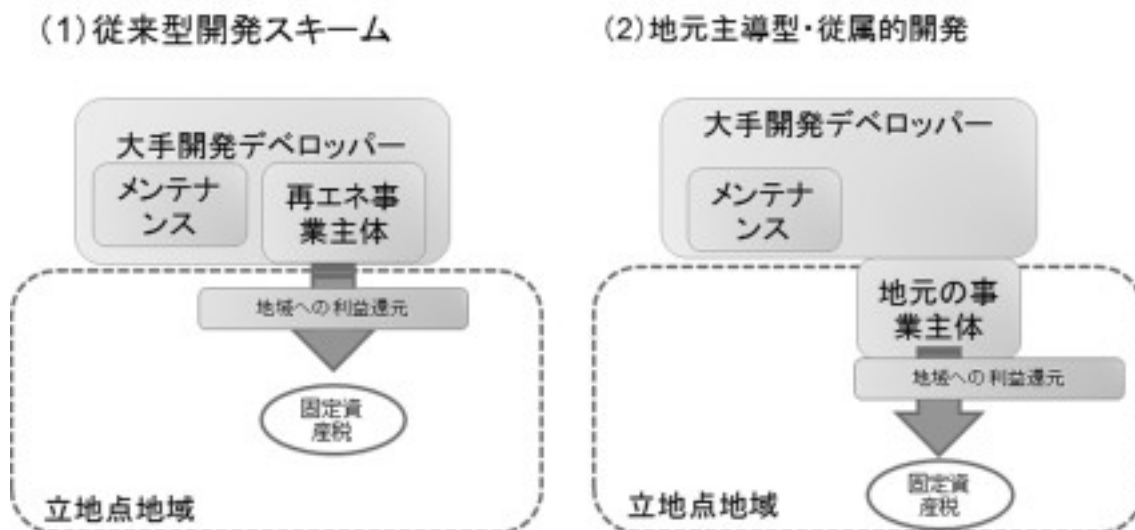 (1)従来型開発スキーム
大手開発デベロッパー
メンテナ
ンス
再エネ事
業主体
地域への利益還元
固定資
産税
立地点地域
(2)地元主導型・従属的開発
大手開発デベロッパー
メンテナ
ンス
地元の事
業主体
地域への利益還元
固定資
産税
立地点地域